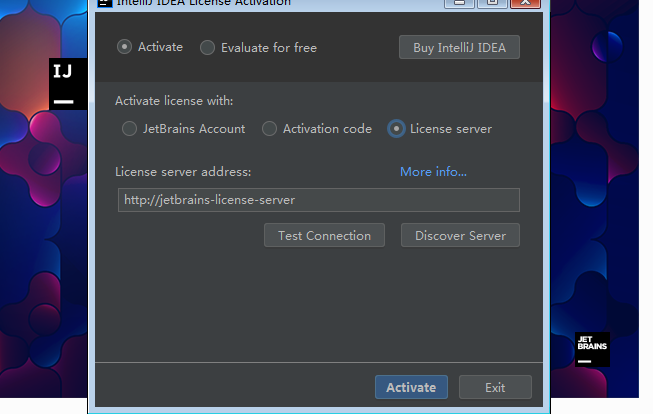 IntelliJ IDEA License Activation
Activate Evaluate for free Buy IntelliJ IDEA
IJ
Activate license with:
JetBrains Account Activation code License server
License server address: More info...
http://jetbrains-license-server
Test Connection Discover Server
JET
BRAINS
Activate Exit